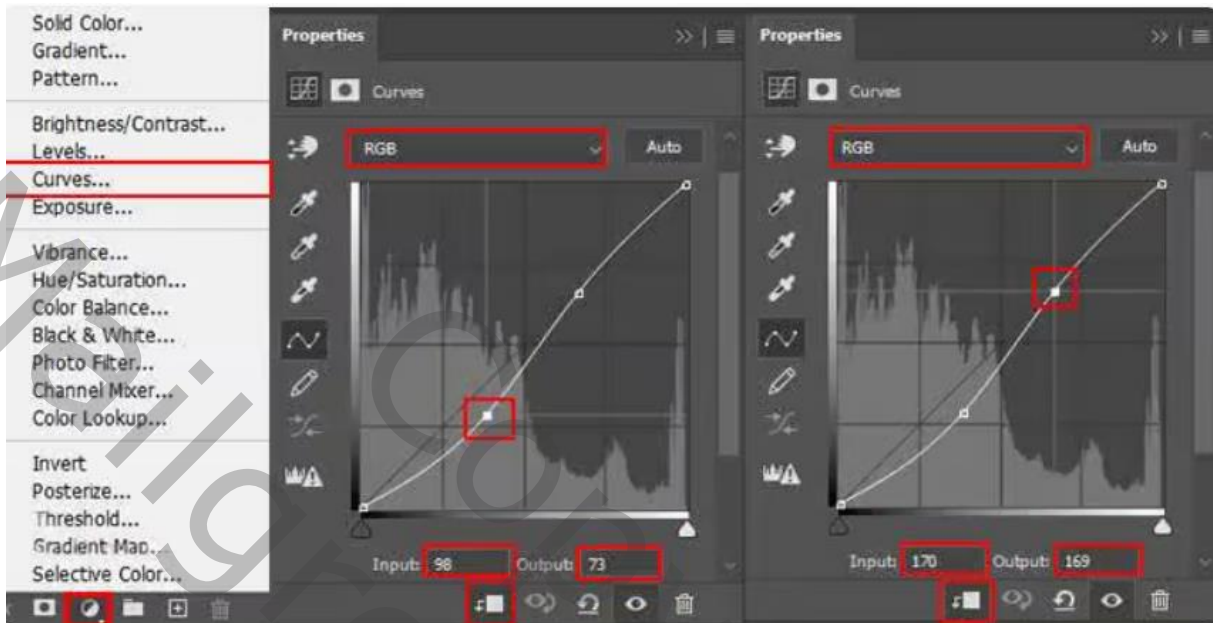 Solid Color...
Gradient...
Pattern...
Brightness/Contrast...
Levels...
Curves...
Exposure...
Vibrance...
Hue/Saturation...
Color Balance...
Black & White...
Photo Filter...
Channel Mixer...
Color Lookup...
Invert
Posterize...
Threshold...
Gradient Map...
Selective Color...
Properties
Curves
RGB
Auto
Input: 98 Output: 73
Properties
Curves
RGB
Auto
Input: 170 Output: 169